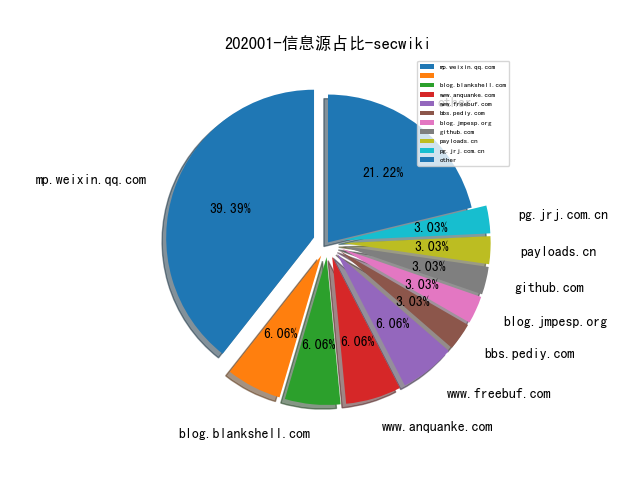 202001-信息源占比-secwiki
mp.weixin.qq.com
blog.blankshell.com
www.anquanke.com
www.freebuf.com
bbs.pediy.com
blog.jmpesp.org
github.com
payloads.cn
pg.jrj.com.cn
other
other
21.22%
mp.weixin.qq.com
39.39%
pg.jrj.com.cn
3.03%
payloads.cn
3.03%
github.com
3.03%
blog.jmpesp.org
3.03%
bbs.pediy.com
3.03%
www.freebuf.com
6.06%
www.anquanke.com
6.06%
blog.blankshell.com
6.06%
6.06%